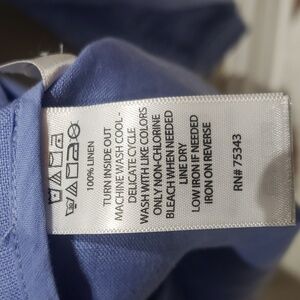 100% LINEN
TURN INSIDE OUT
MACHINE WASH COOL -
DELICATE CYCLE
WASH WITH LIKE COLORS
ONLY NON-CHLORINE
BLEACH WHEN NEEDED
LINE DRY
LOW IRON IF NEEDED
IRON ON REVERSE
RN# 75343